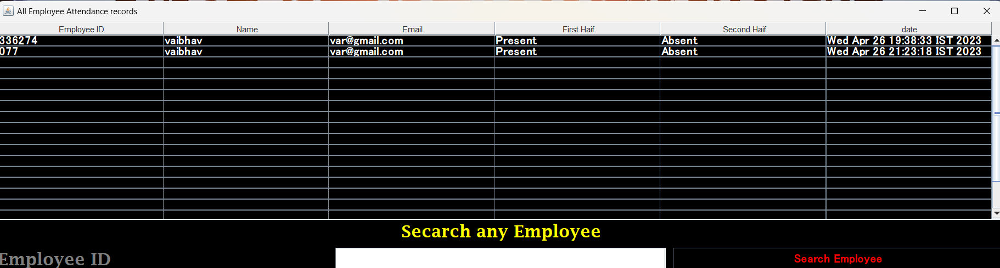 All Employee Attendance records
Employee ID Name Email First Haif Second Haif date
336274 vaibhav var@gmail.com Present Absent Wed Apr 26 19:38:33 IST 2023
077 vaibhav var@gmail.com Present Absent Wed Apr 26 21:23:18 IST 2023
Secarch any Employee
Employee ID Search Employee